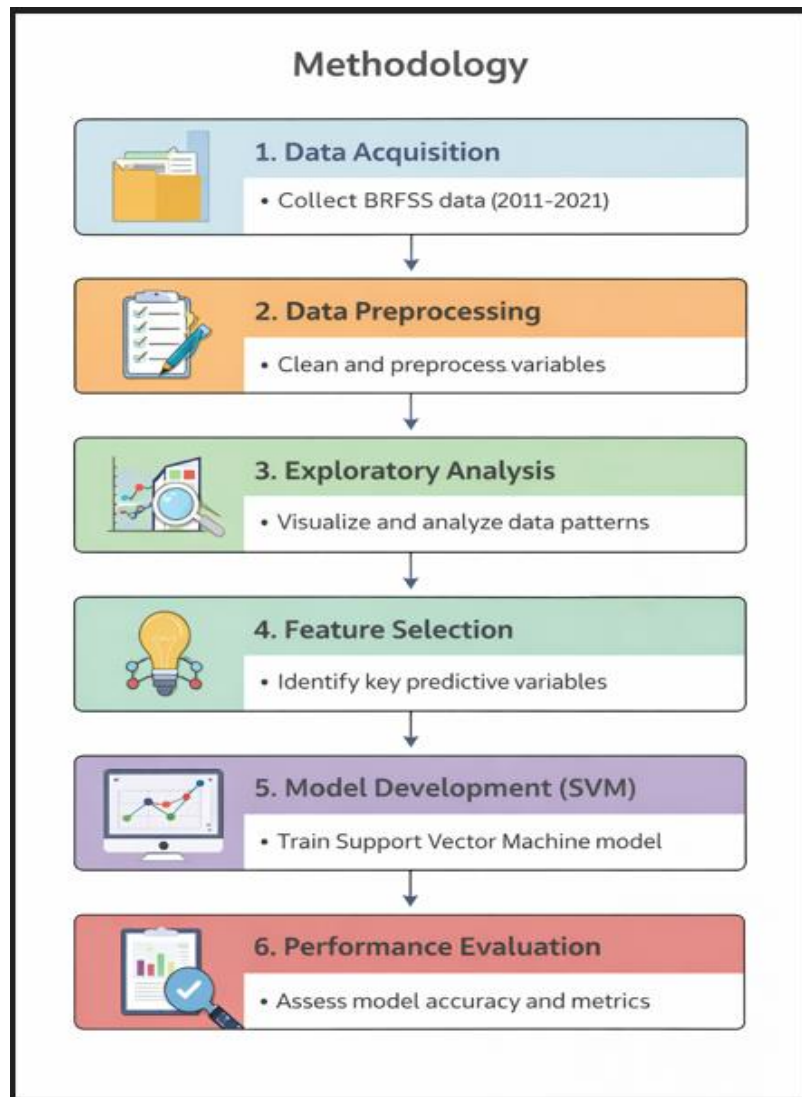 Methodology
1. Data Acquisition
• Collect BRFSS data (2011-2021)
2. Data Preprocessing
• Clean and preprocess variables
3. Exploratory Analysis
• Visualize and analyze data patterns
4. Feature Selection
• Identify key predictive variables
5. Model Development (SVM)
• Train Support Vector Machine model
6. Performance Evaluation
• Assess model accuracy and metrics